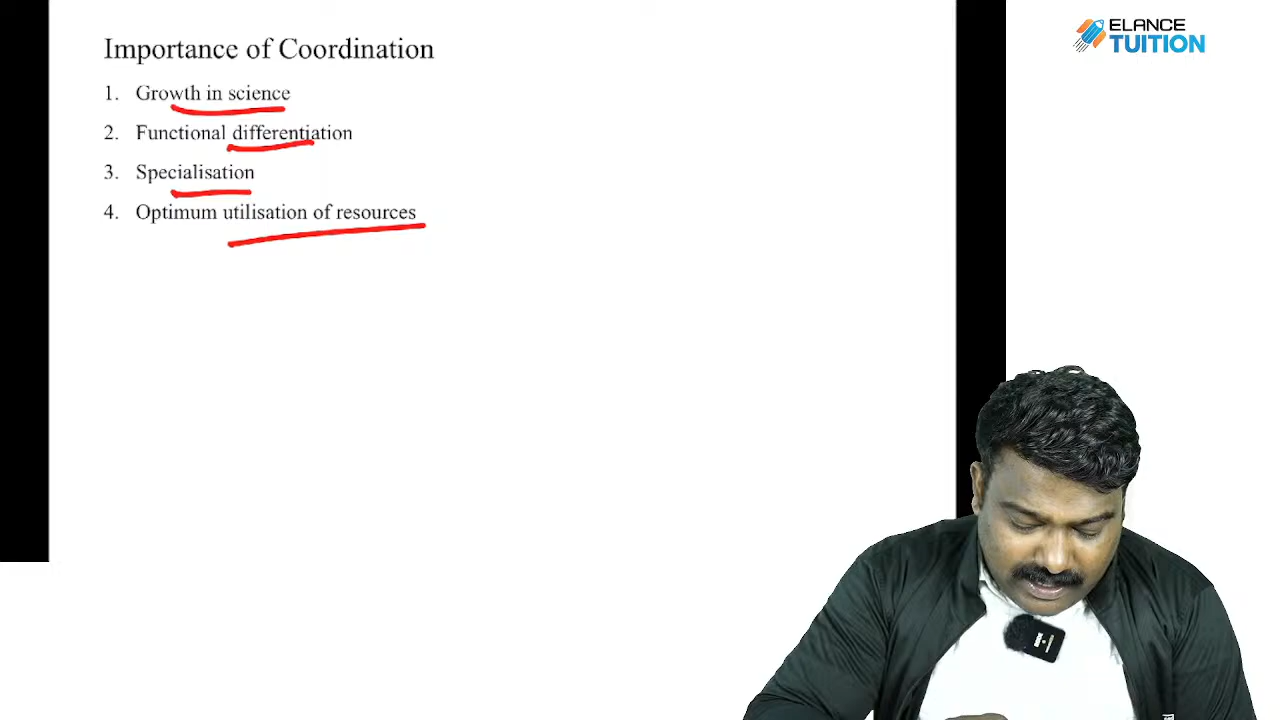 Importance of Coordination
1. Growth in science
2. Functional differentiation
3. Specialisation
4. Optimum utilisation of resources
ELANCE
TUITION